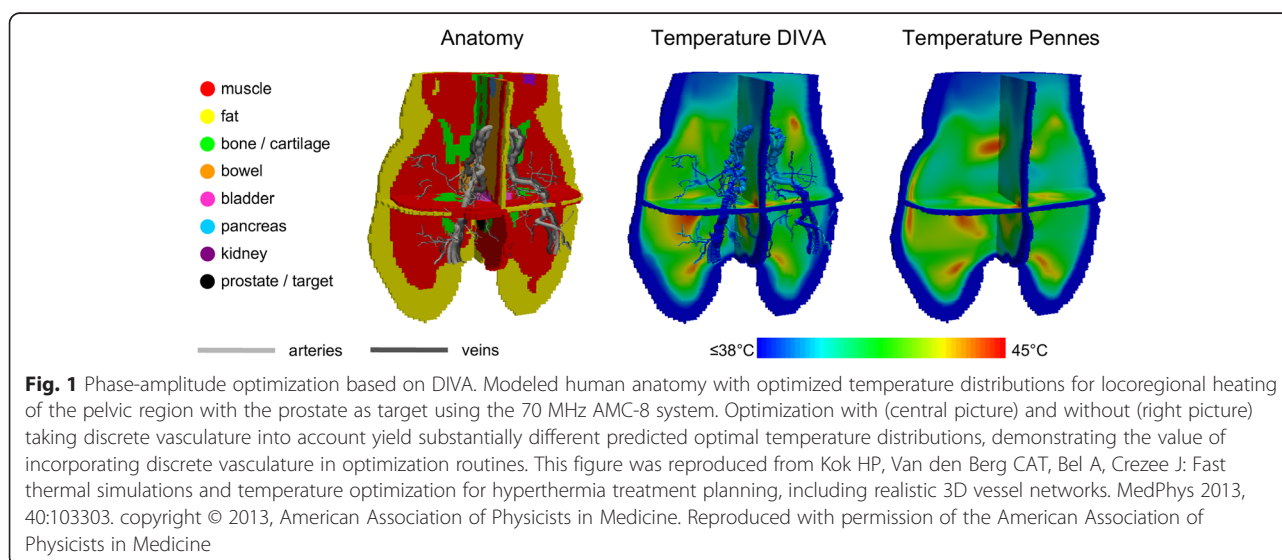 Anatomy
Temperature DIVA
Temperature Pennes
muscle
fat
bone / cartilage
bowel
bladder
pancreas
kidney
prostate / target
arteries
veins
≤38°C
45°C
Fig. 1 Phase-amplitude optimization based on DIVA. Modeled human anatomy with optimized temperature distributions for locoregional heating
of the pelvic region with the prostate as target using the 70 MHz AMC-8 system. Optimization with (central picture) and without (right picture)
taking discrete vasculature into account yield substantially different predicted optimal temperature distributions, demonstrating the value of
incorporating discrete vasculature in optimization routines. This figure was reproduced from Kok HP, Van den Berg CAT, Bel A, Crezee J: Fast
thermal simulations and temperature optimization for hyperthermia treatment planning, including realistic 3D vessel networks. MedPhys 2013,
40:103303. copyright © 2013, American Association of Physicists in Medicine. Reproduced with permission of the American Association of
Physicists in Medicine